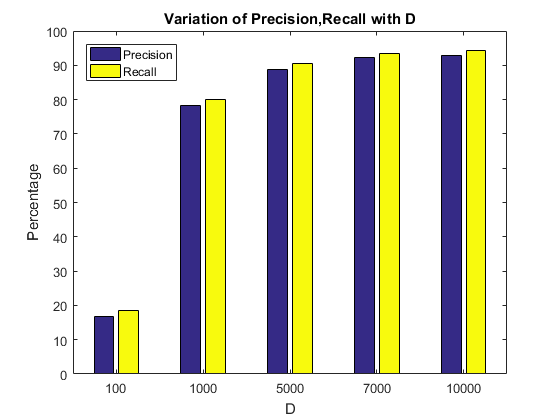 Variation of Precision,Recall with D
Precision
Recall
Percentage
100
90
80
70
60
50
40
30
20
10
0
100 1000 5000 7000 10000
D